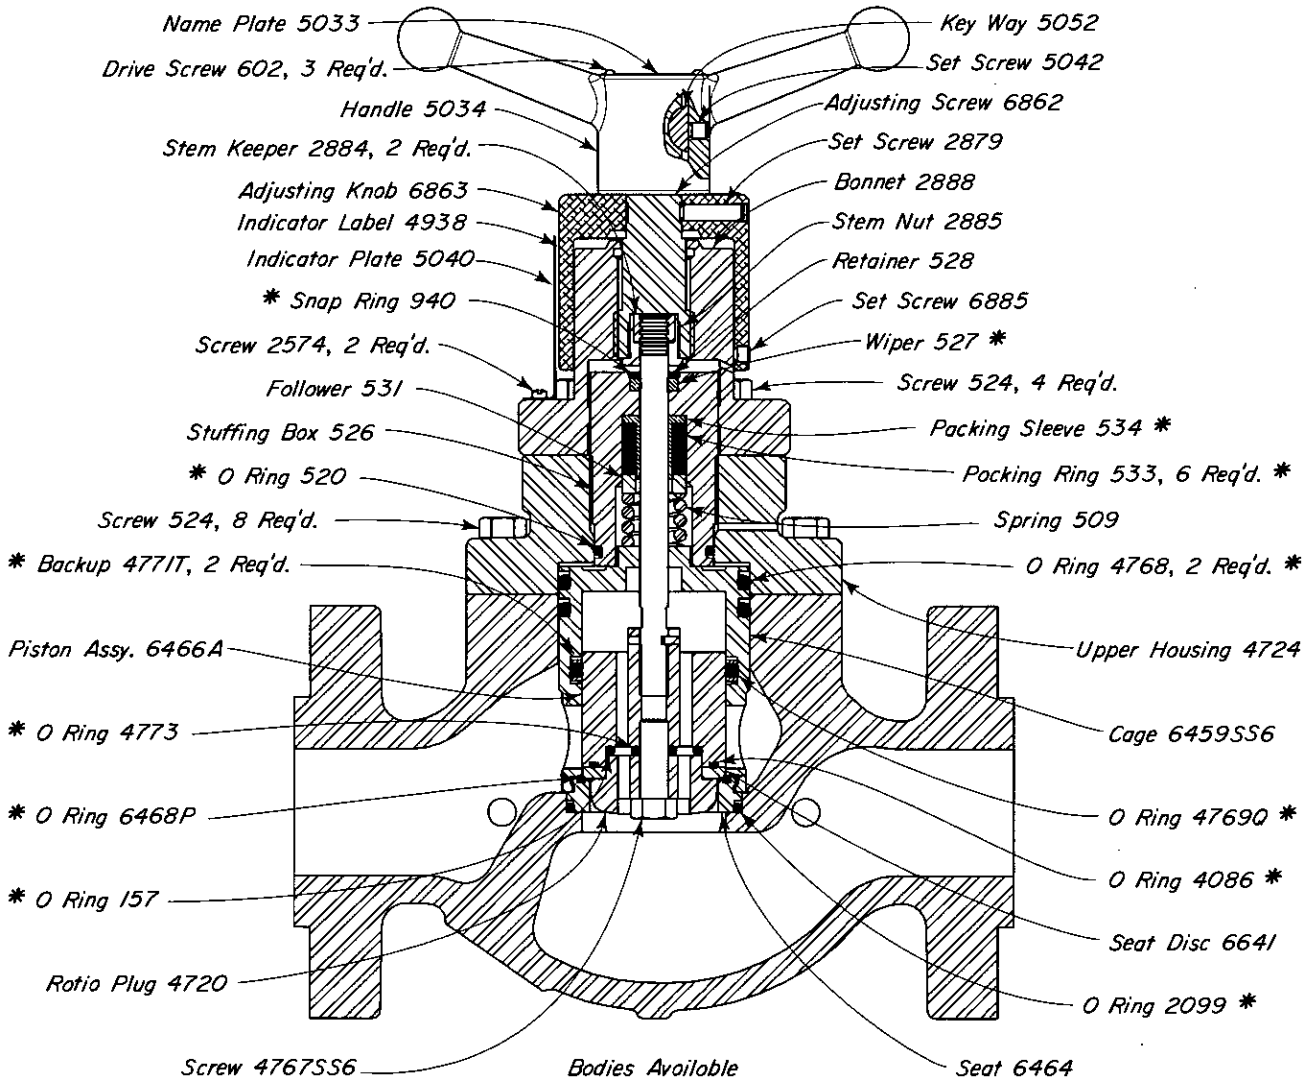 Name Plate 5033
Drive Screw 602, 3 Req'd.
Handle 5034
Stem Keeper 2884, 2 Req'd.
Adjusting Knob 6863
Indicator Label 4938
Indicator Plate 5040
* Snap Ring 940
Screw 2574, 2 Req'd.
Follower 531
Stuffing Box 526
* O Ring 520
Screw 524, 8 Req'd.
* Backup 4771T, 2 Req'd.
Piston Assy. 6466A
* O Ring 4773
* O Ring 6468P
* O Ring 157
Rotio Plug 4720
Screw 4767SS6
Key Way 5052
Set Screw 5042
Adjusting Screw 6862
Set Screw 2879
Bonnet 2888
Stem Nut 2885
Retainer 528
Set Screw 6885
Wiper 527 *
Screw 524, 4 Req'd.
Packing Sleeve 534 *
Pocking Ring 533, 6 Req'd. *
Spring 509
O Ring 4768, 2 Req'd. *
Upper Housing 4724
Cage 6459SS6
O Ring 4769Q *
O Ring 4086 *
Seat Disc 6641
O Ring 2099 *
Seat 6464
Bodies Avoiloble